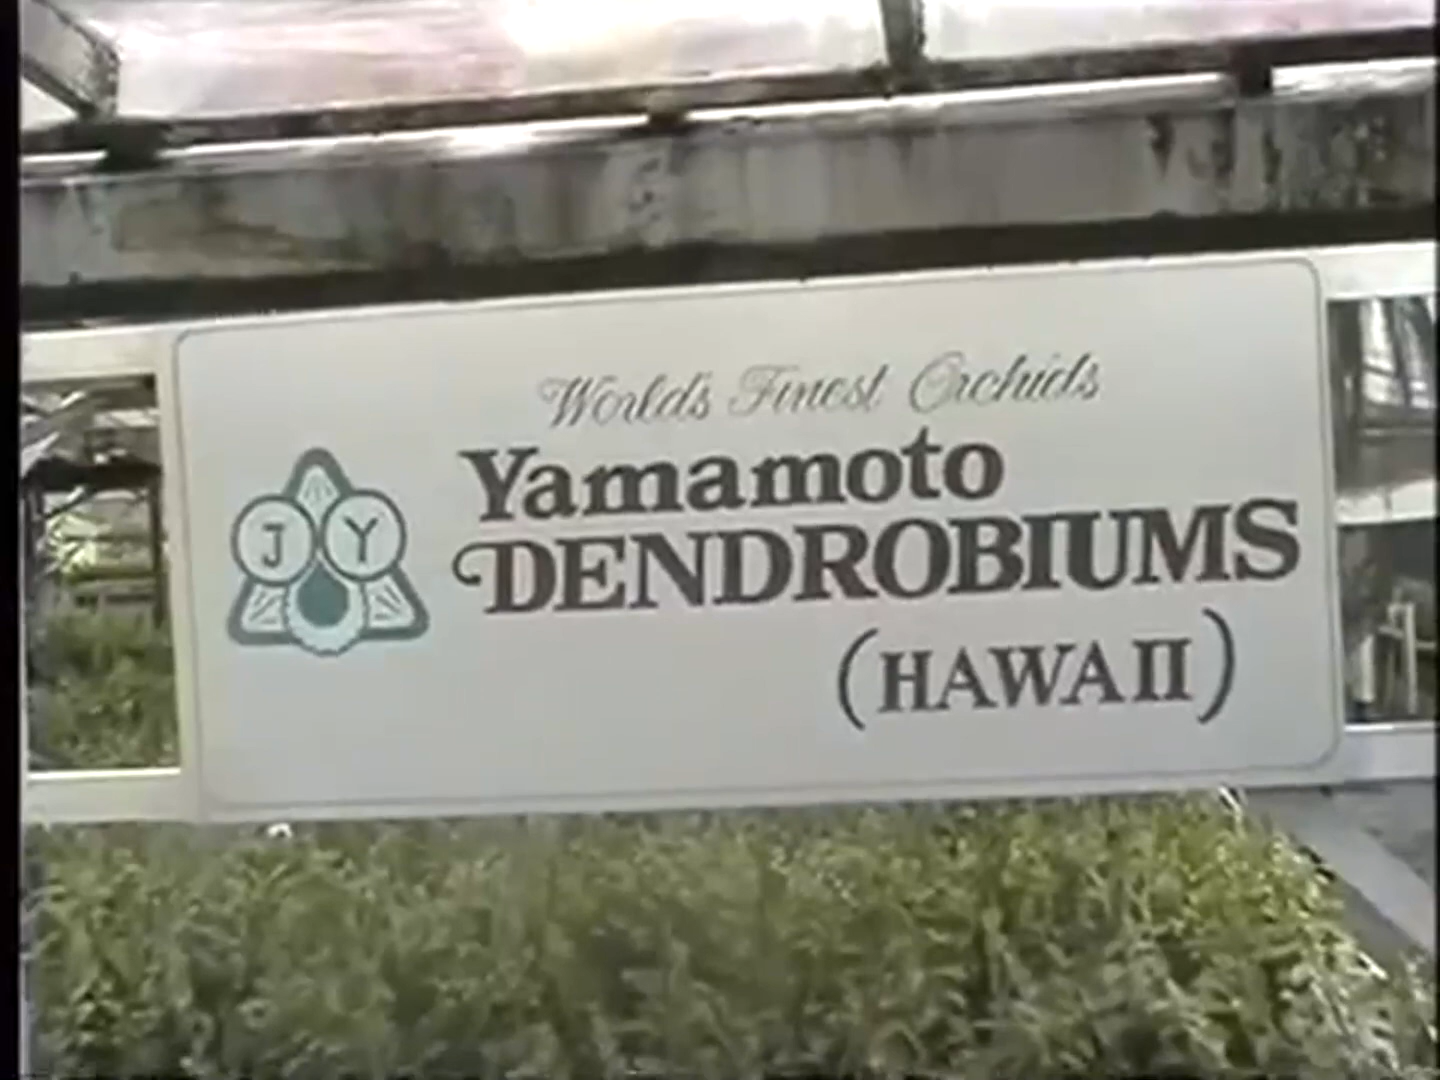 World's Finest Orchids
Yamamoto
J Y
DENDROBIUMS
(HAWAII)